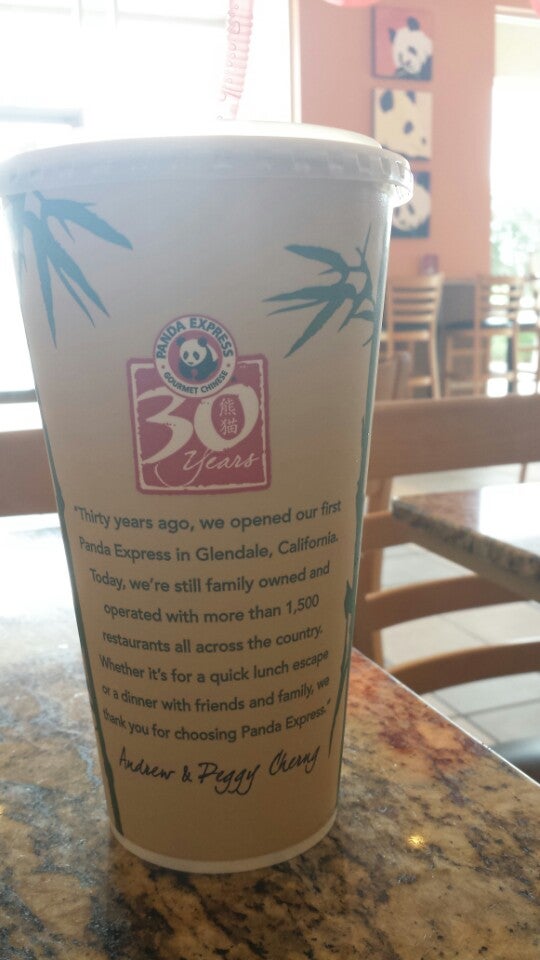 PANDA EXPRESS
GOURMET CHINESE
30
熊猫
Years
"Thirty years ago, we opened our first
Panda Express in Glendale, California.
Today, we're still family owned and
operated with more than 1,500
restaurants all across the country.
Whether it's for a quick lunch escape
or a dinner with friends and family, we
thank you for choosing Panda Express."
Andrew & Peggy Cherng